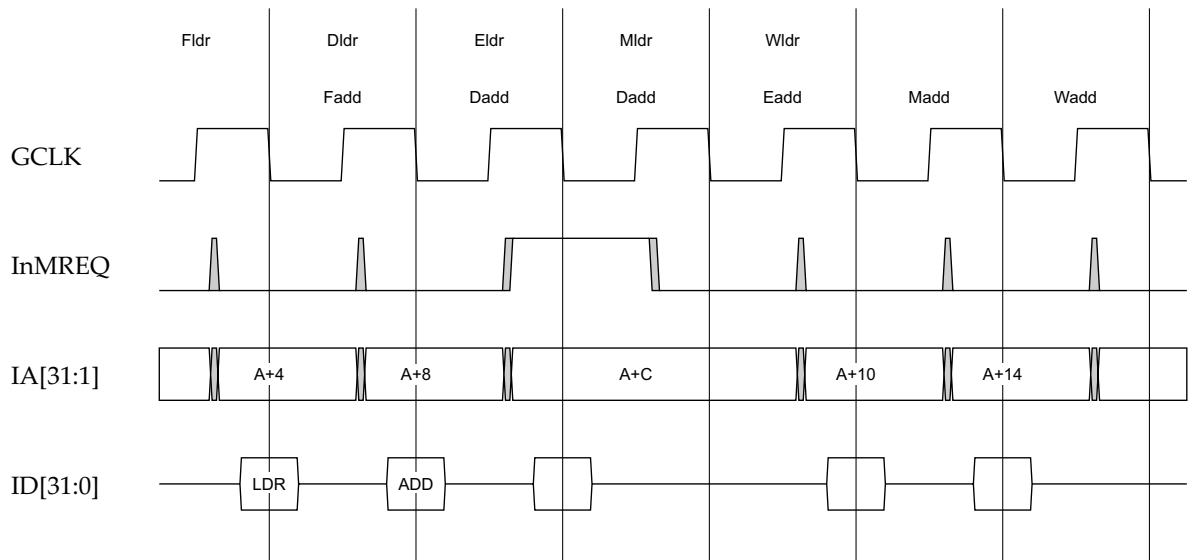 Fldr Dldr Eldr Mldr Wldr
Fadd Dadd Dadd Eadd Madd Wadd
GCLK
InMREQ
IA[31:1] A+4 A+8 A+C A+10 A+14
ID[31:0] LDR ADD